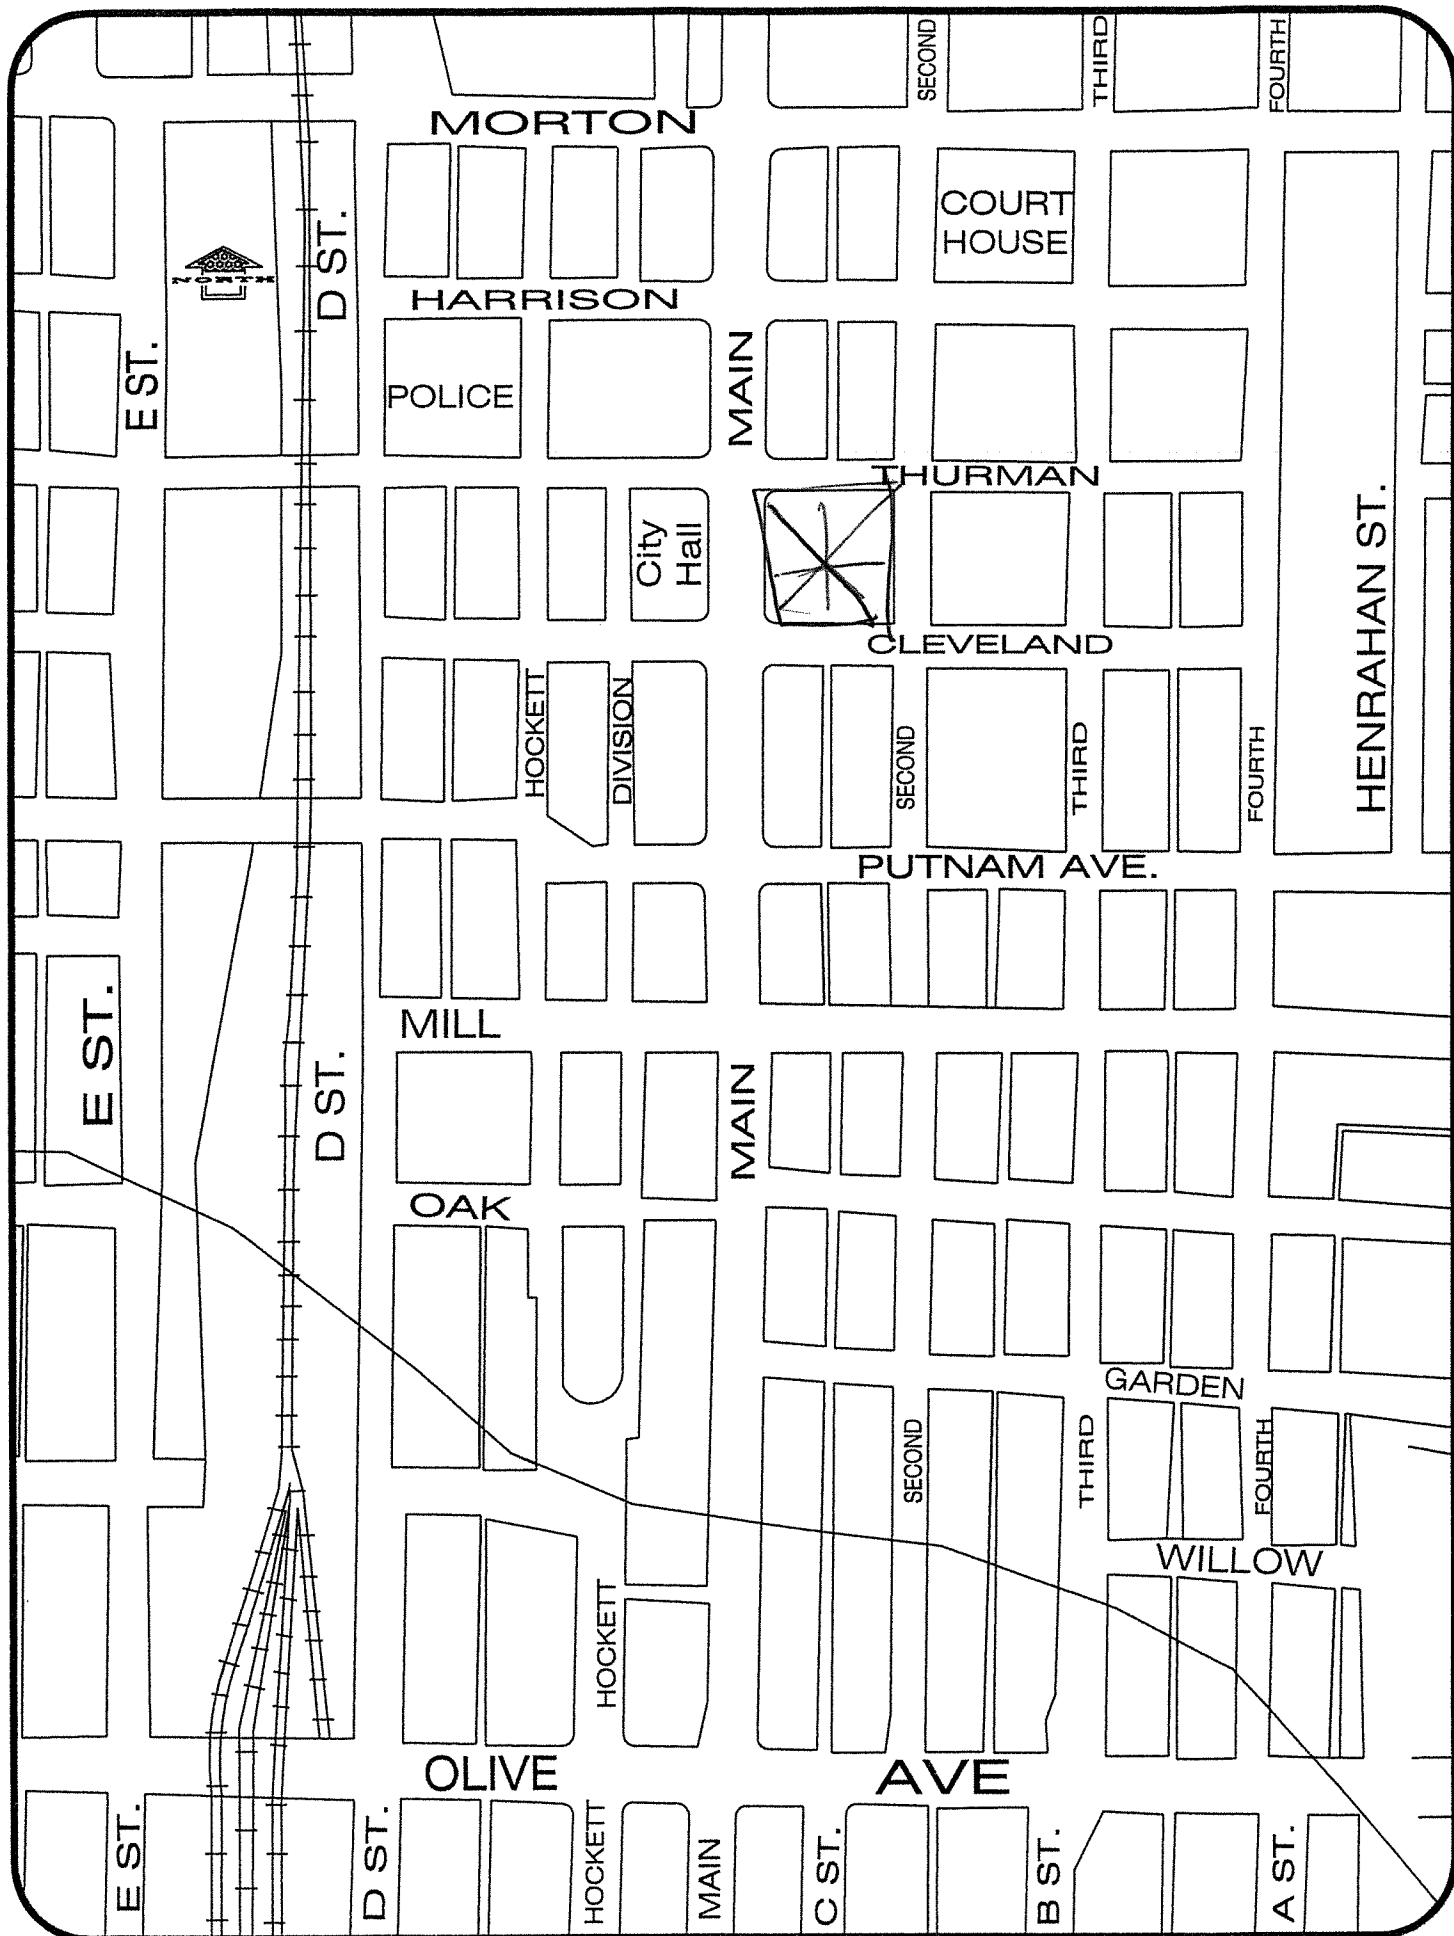 SECOND
THIRD
FOURTH
MORTON
COURT
HOUSE
NORTH
D ST.
HARRISON
E ST.
POLICE
MAIN
THURMAN
City
Hall
HENRAHAN ST.
CLEVELAND
HOCKETT
DIVISION
SECOND
THIRD
FOURTH
PUTNAM AVE.
E ST.
MILL
D ST.
MAIN
OAK
GARDEN
SECOND
THIRD
FOURTH
WILLOW
HOCKETT
OLIVE
AVE
E ST.
D ST.
HOCKETT
MAIN
C ST.
B ST.
A ST.